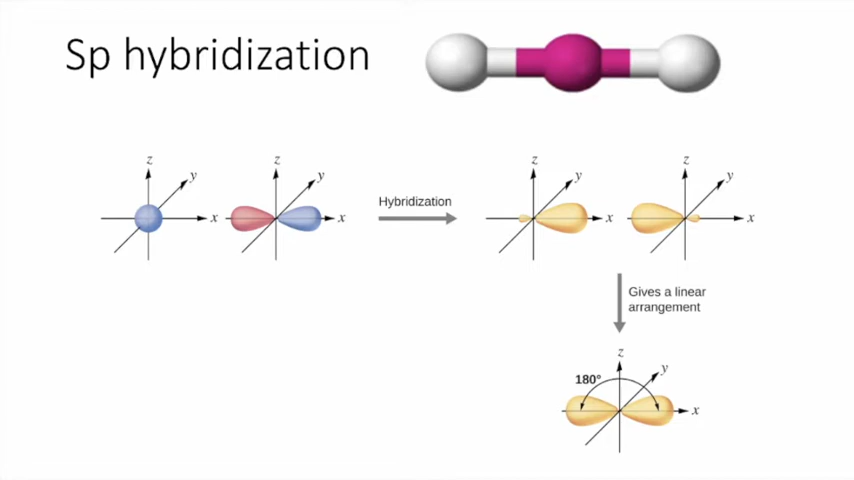 Sp hybridization
z
y
x
z
y
x
Hybridization
z
y
x
z
y
x
Gives a linear
arrangement
z
y
180°
x